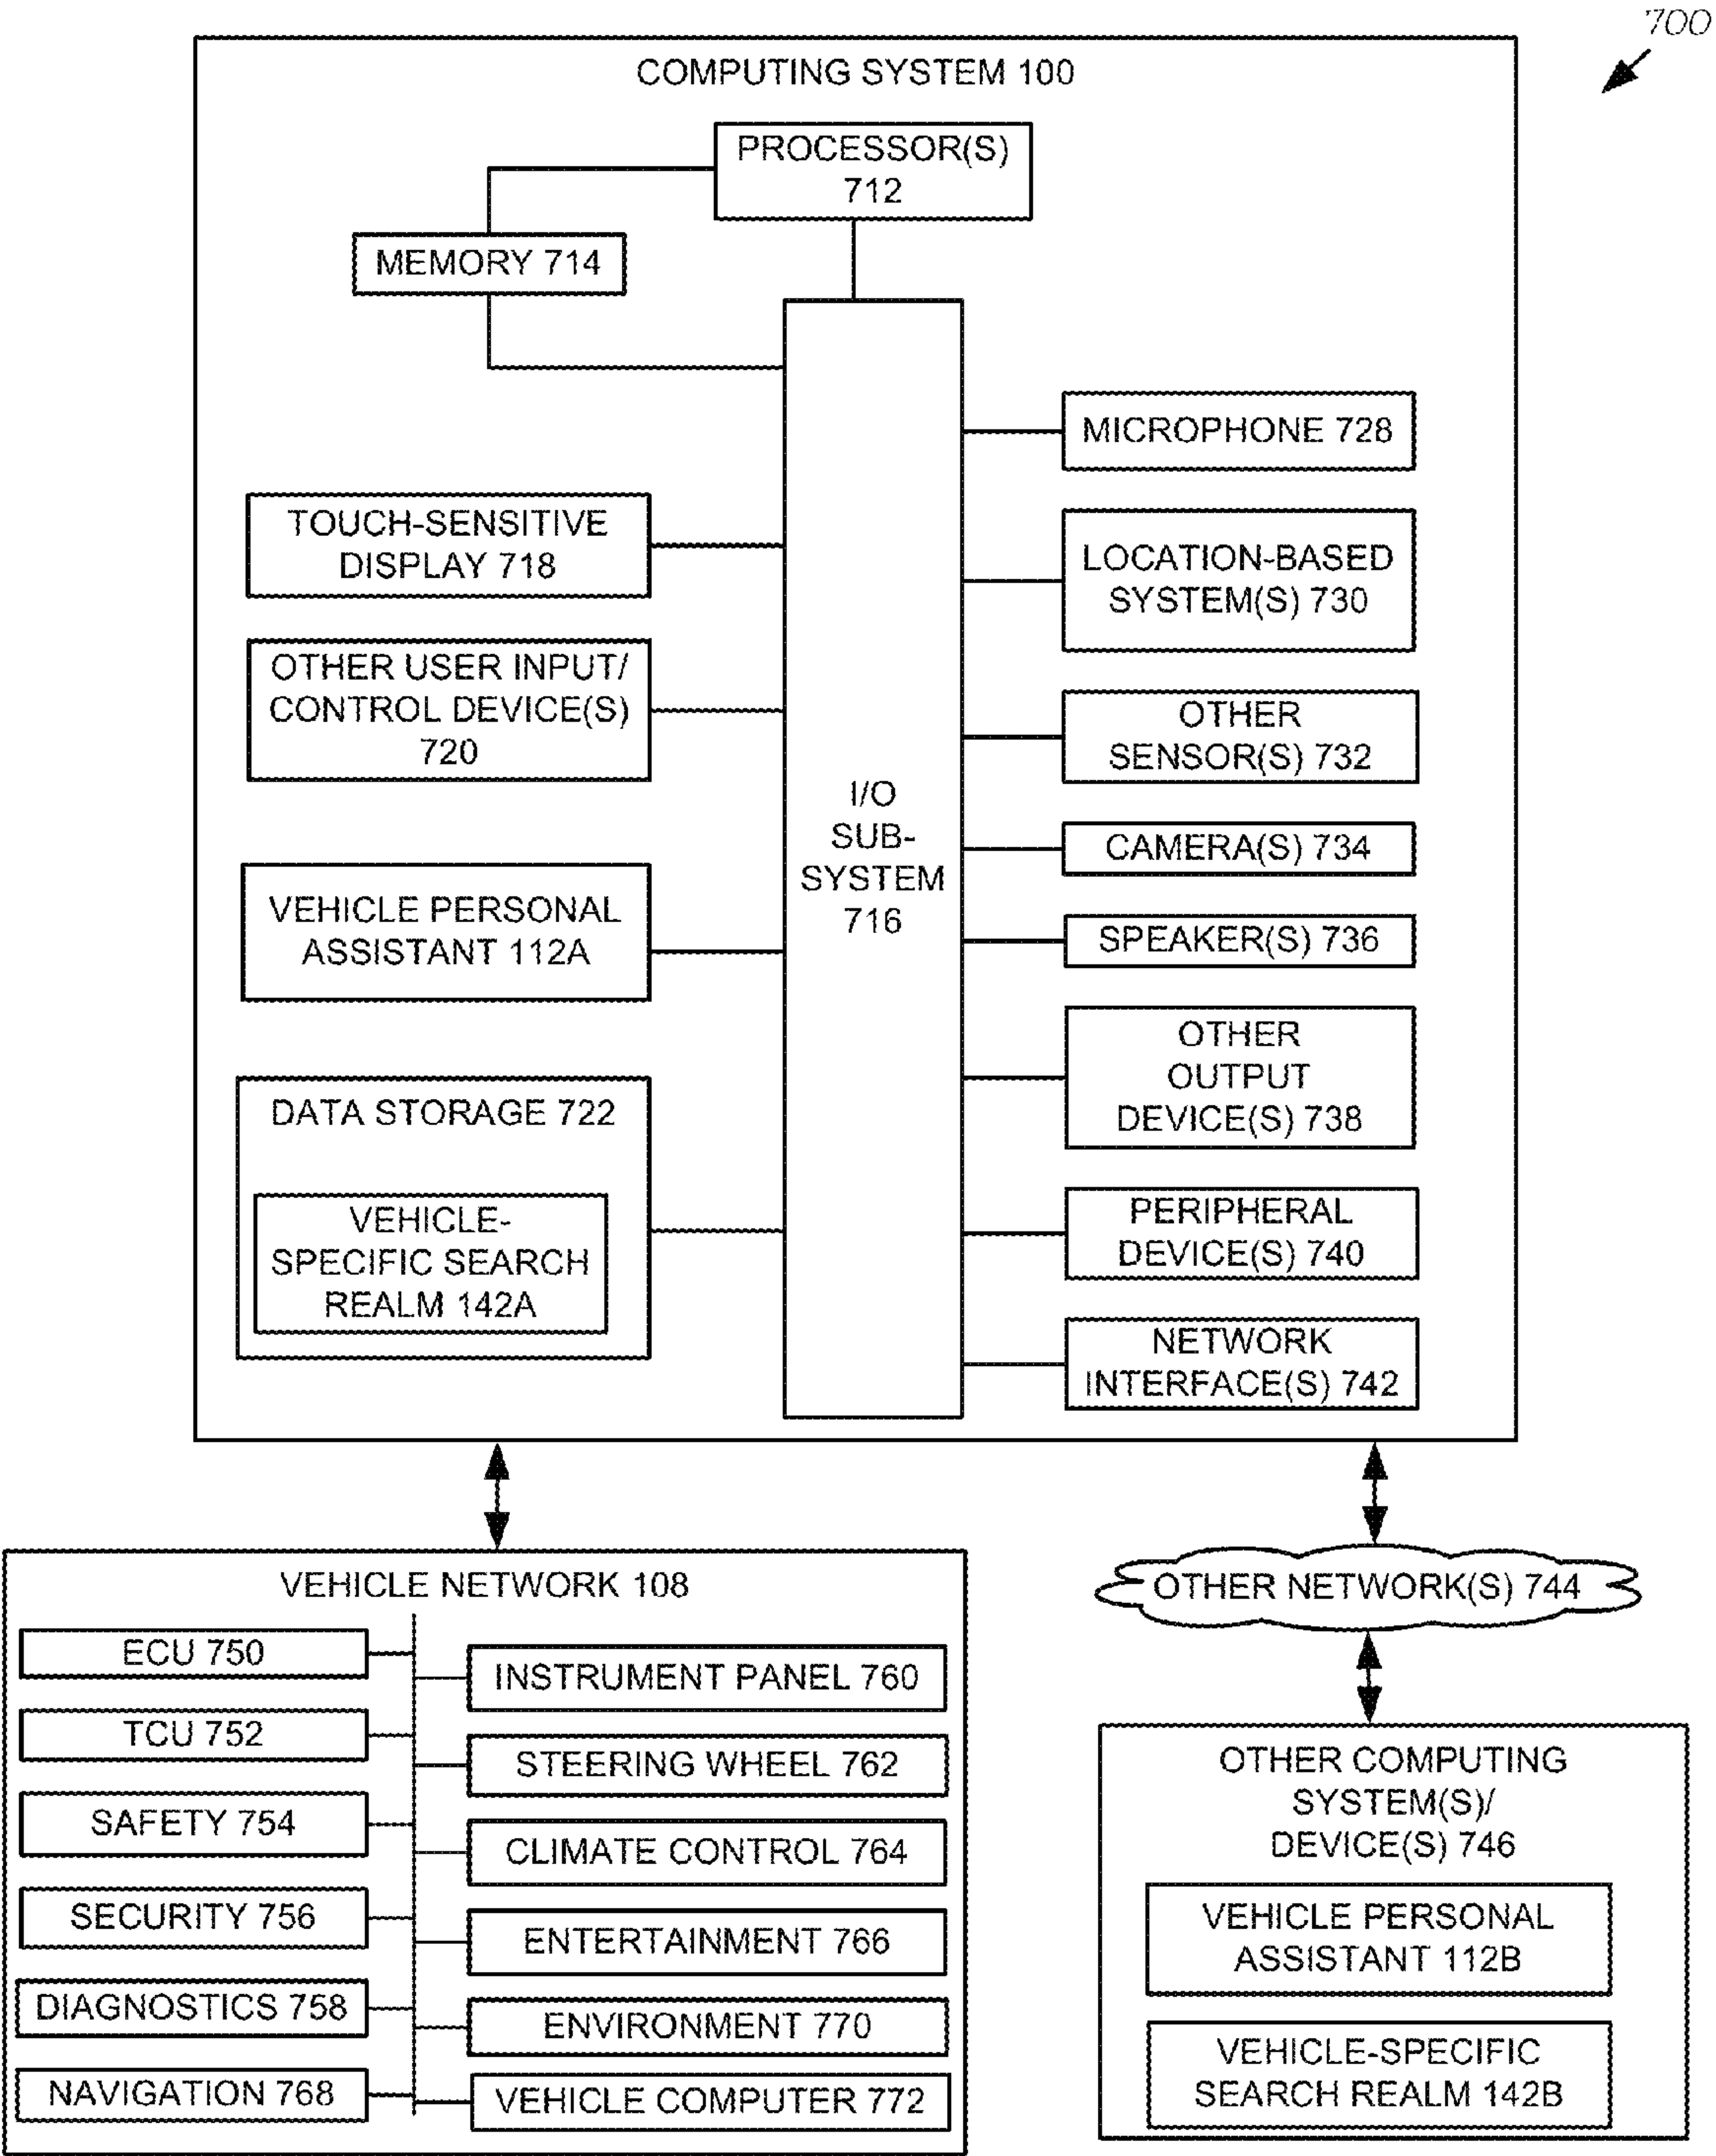 700
COMPUTING SYSTEM 100
PROCESSOR(S)
712
MEMORY 714
TOUCH-SENSITIVE
DISPLAY 718
OTHER USER INPUT/
CONTROL DEVICE(S)
720
VEHICLE PERSONAL
ASSISTANT 112A
DATA STORAGE 722
VEHICLE-
SPECIFIC SEARCH
REALM 142A
I/O
SUB-
SYSTEM
716
MICROPHONE 728
LOCATION-BASED
SYSTEM(S) 730
OTHER
SENSOR(S) 732
CAMERA(S) 734
SPEAKER(S) 736
OTHER
OUTPUT
DEVICE(S) 738
PERIPHERAL
DEVICE(S) 740
NETWORK
INTERFACE(S) 742
VEHICLE NETWORK 108
ECU 750
TCU 752
SAFETY 754
SECURITY 756
DIAGNOSTICS 758
NAVIGATION 768
INSTRUMENT PANEL 760
STEERING WHEEL 762
CLIMATE CONTROL 764
ENTERTAINMENT 766
ENVIRONMENT 770
VEHICLE COMPUTER 772
OTHER NETWORK(S) 744
OTHER COMPUTING
SYSTEM(S)/
DEVICE(S) 746
VEHICLE PERSONAL
ASSISTANT 112B
VEHICLE-SPECIFIC
SEARCH REALM 142B